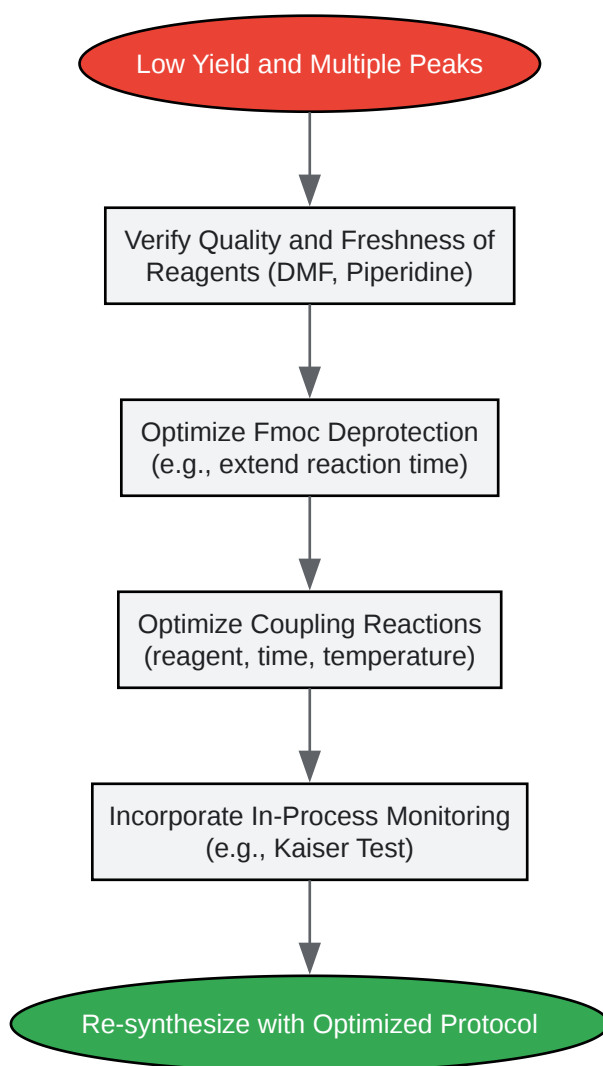 Low Yield and Multiple Peaks
Verify Quality and Freshness of
Reagents (DMF, Piperidine)
Optimize Fmoc Deprotection
(e.g., extend reaction time)
Optimize Coupling Reactions
(reagent, time, temperature)
Incorporate In-Process Monitoring
(e.g., Kaiser Test)
Re-synthesize with Optimized Protocol